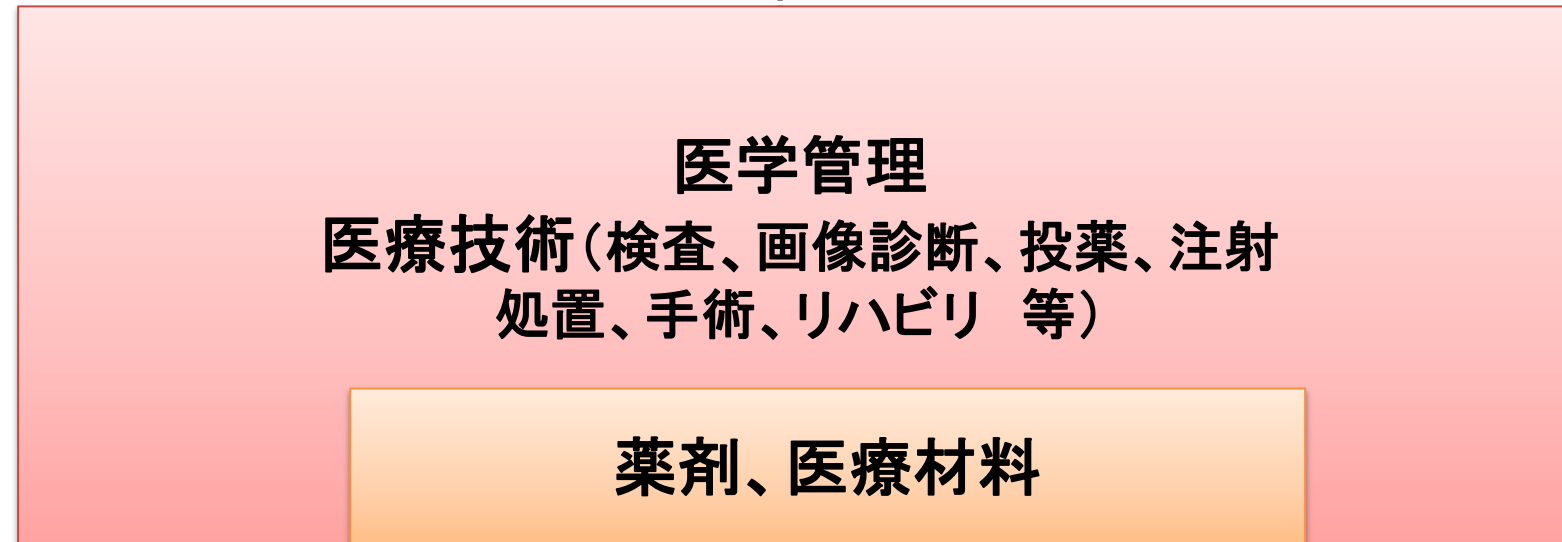 医学管理
医療技術（検査、画像診断、投薬、注射
処置、手術、リハビリ　等）
薬剤、医療材料